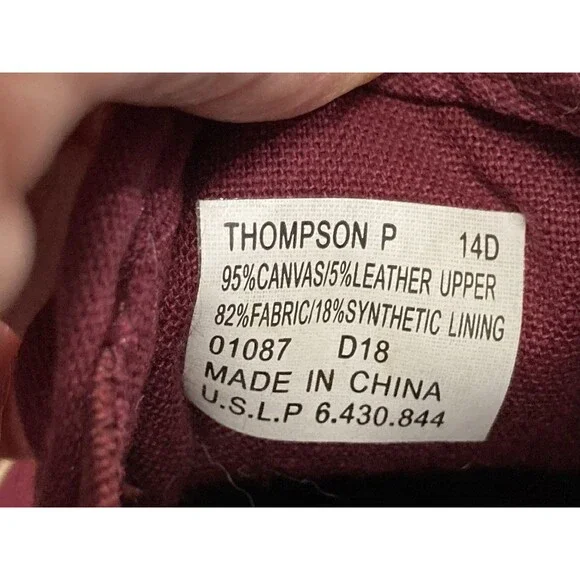 THOMPSON P 14D
95%CANVAS/5%LEATHER UPPER
82%FABRIC/18%SYNTHETIC LINING
01087 D18
MADE IN CHINA
U.S.L.P 6.430.844